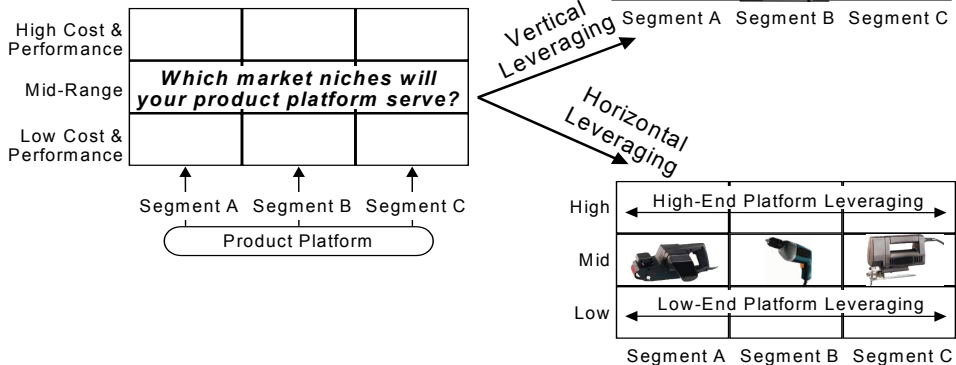 High Cost &
Performance
Mid-Range
Low Cost &
Performance
Which market niches will
your product platform serve?
Segment A Segment B Segment C
Product Platform
Vertical
Leveraging
Segment A Segment B Segment C
Horizontal
Leveraging
High
High-End Platform Leveraging
Mid
Low
Low-End Platform Leveraging
Segment A Segment B Segment C